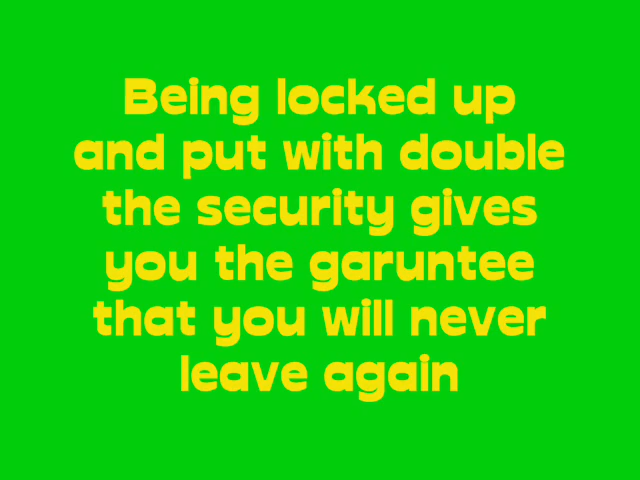 Being locked up
and put with double
the security gives
you the garuntee
that you will never
leave again